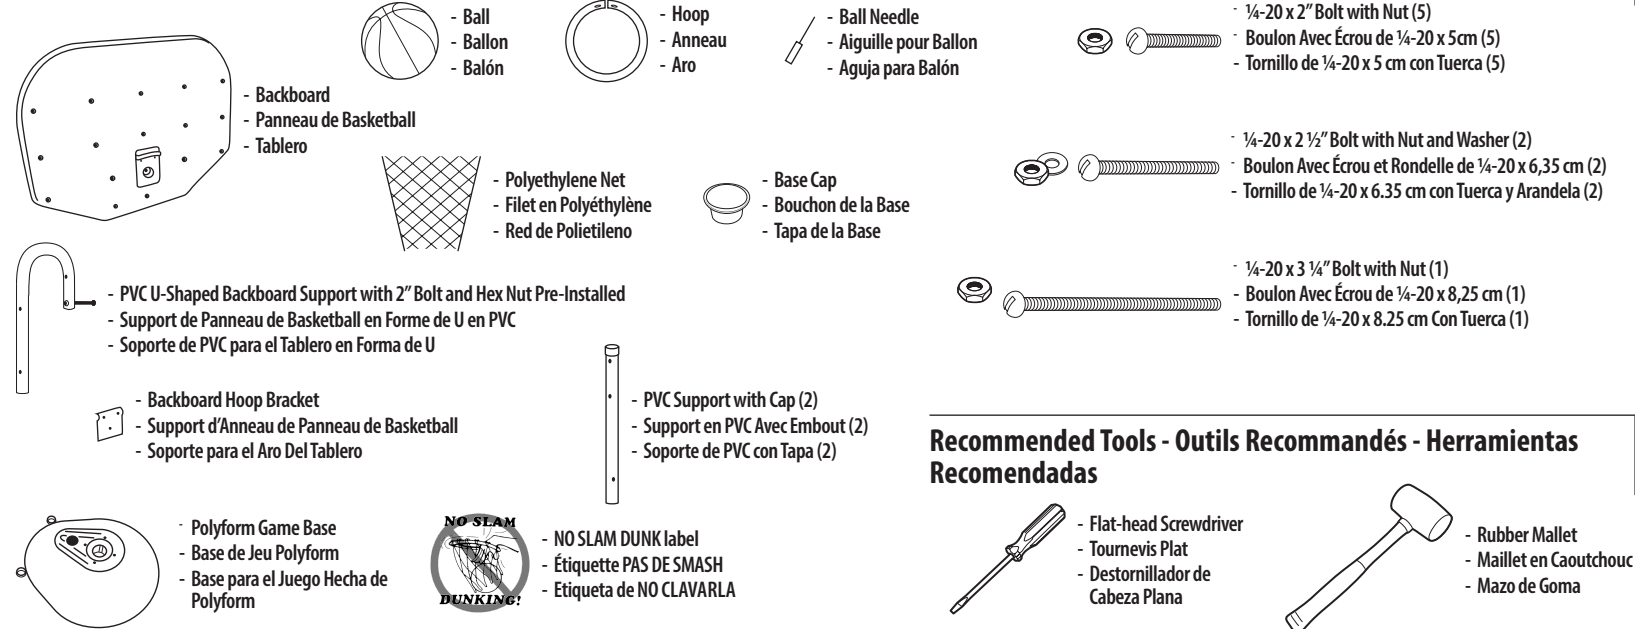 - Ball
- Ballon
- Balón
- Hoop
- Anneau
- Aro
- Ball Needle
- Aiguille pour Ballon
- Aguja para Balón
- Backboard
- Panneau de Basketball
- Tablero
- Polyethylene Net
- Filet en Polyéthylène
- Red de Polietileno
- Base Cap
- Bouchon de la Base
- Tapa de la Base
- PVC U-Shaped Backboard Support with 2” Bolt and Hex Nut Pre-Installed
- Support de Panneau de Basketball en Forme de U en PVC
- Soporte de PVC para el Tablero en Forma de U
- Backboard Hoop Bracket
- Support d’Anneau de Panneau de Basketball
- Soporte para el Aro Del Tablero
- PVC Support with Cap (2)
- Support en PVC Avec Embout (2)
- Soporte de PVC con Tapa (2)
- Polyform Game Base
- Base de Jeu Polyform
- Base para el Juego Hecha de
Polyform
NO SLAM
DUNKING!
- NO SLAM DUNK label
- Étiquette PAS DE SMASH
- Etiqueta de NO CLAVARLA
- ¼-20 x 2” Bolt with Nut (5)
- Boulon Avec Écrou de ¼-20 x 5cm (5)
- Tornillo de ¼-20 x 5 cm con Tuerca (5)
- ¼-20 x 2 ½” Bolt with Nut and Washer (2)
- Boulon Avec Écrou et Rondelle de ¼-20 x 6,35 cm (2)
- Tornillo de ¼-20 x 6.35 cm con Tuerca y Arandela (2)
- ¼-20 x 3 ¼” Bolt with Nut (1)
- Boulon Avec Écrou de ¼-20 x 8,25 cm (1)
- Tornillo de ¼-20 x 8.25 cm Con Tuerca (1)
Recommended Tools - Outils Recommandés - Herramientas
Recomendadas
- Flat-head Screwdriver
- Tournevis Plat
- Destornillador de
Cabeza Plana
- Rubber Mallet
- Maillet en Caoutchouc
- Mazo de Goma